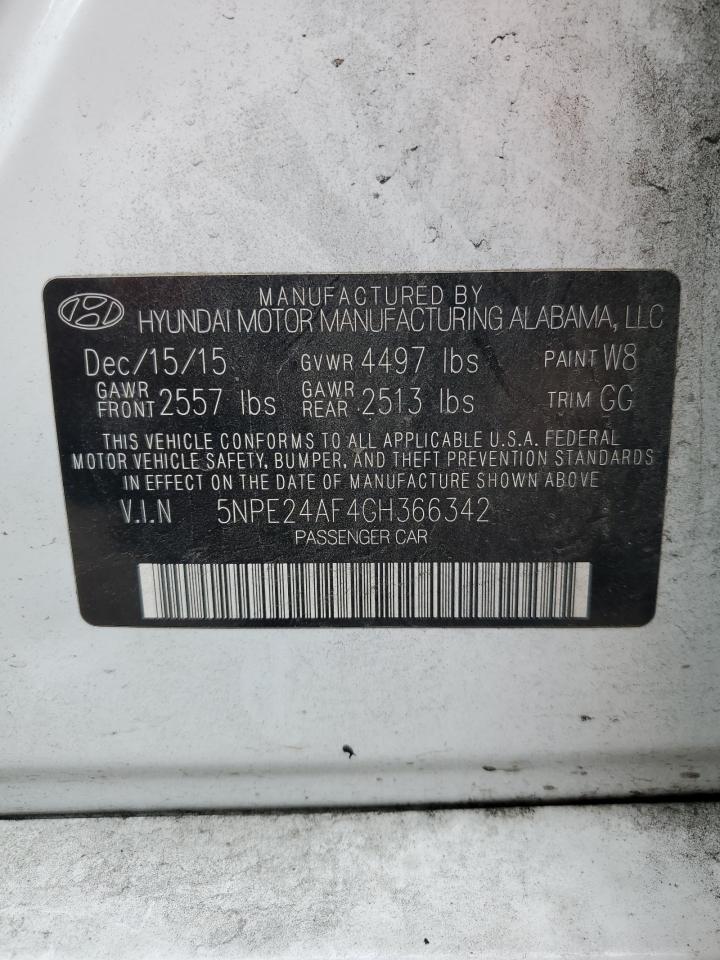 MANUFACTURED BY
HYUNDAI MOTOR MANUFACTURING ALABAMA, LLC
Dec/15/15 GVWR 4497 lbs PAINT W8
GAWR FRONT 2557 lbs GAWR REAR 2513 lbs TRIM GG
THIS VEHICLE CONFORMS TO ALL APPLICABLE U.S.A. FEDERAL
MOTOR VEHICLE SAFETY, BUMPER, AND THEFT PREVENTION STANDARDS
IN EFFECT ON THE DATE OF MANUFACTURE SHOWN ABOVE
V.I.N 5NPE24AF4GH366342
PASSENGER CAR